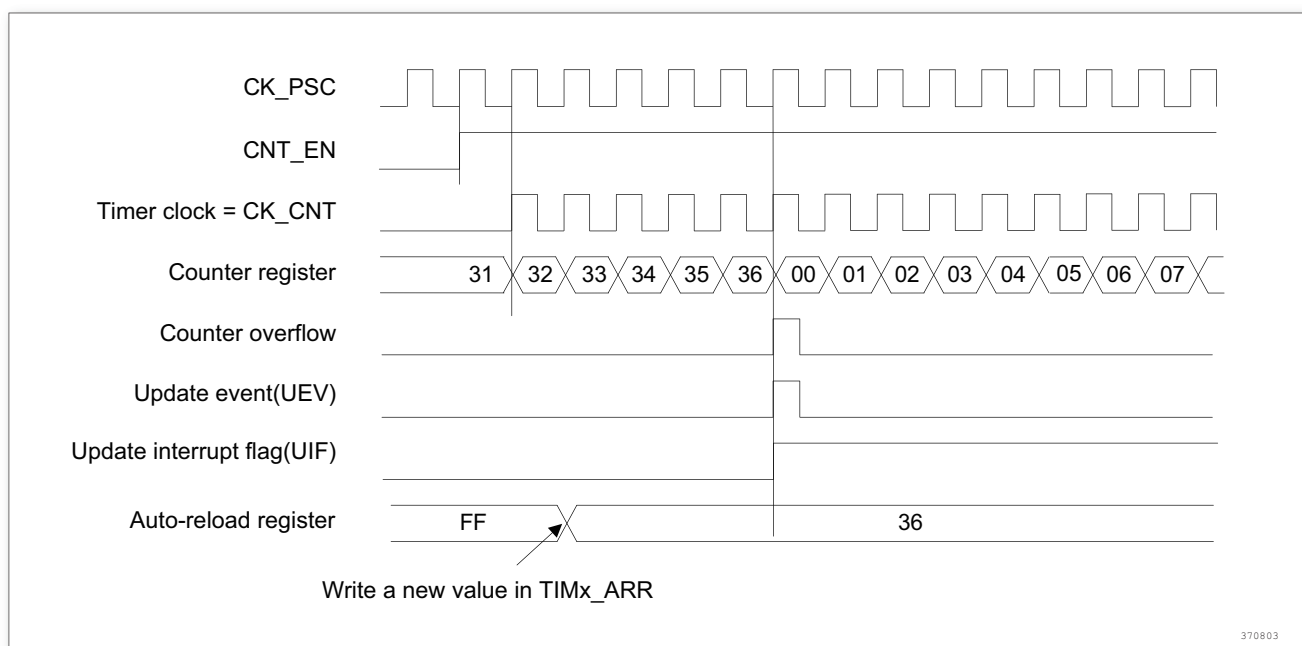 CK_PSC
CNT_EN
Timer clock = CK_CNT
Counter register 31 32 33 34 35 36 00 01 02 03 04 05 06 07
Counter overflow
Update event(UEV)
Update interrupt flag(UIF)
Auto-reload register FF 36
Write a new value in TIMx_ARR
370803